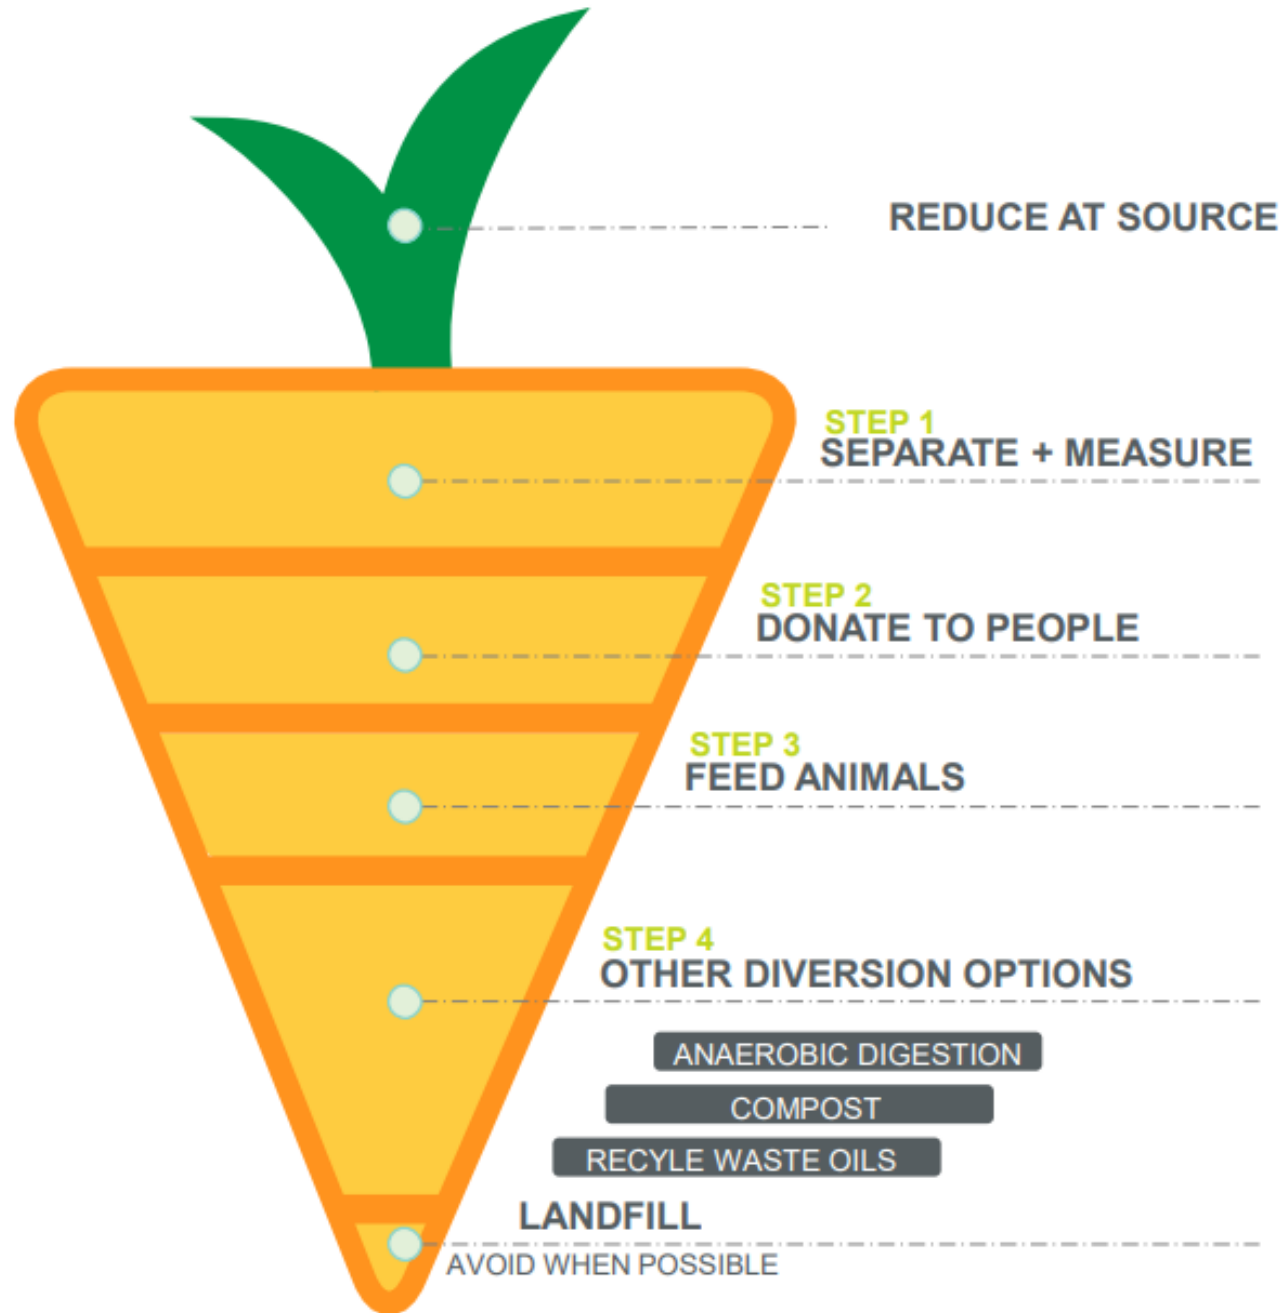 REDUCE AT SOURCE
STEP 1
SEPARATE + MEASURE
STEP 2
DONATE TO PEOPLE
STEP 3
FEED ANIMALS
STEP 4
OTHER DIVERSION OPTIONS
ANAEROBIC DIGESTION
COMPOST
RECYLE WASTE OILS
LANDFILL
AVOID WHEN POSSIBLE